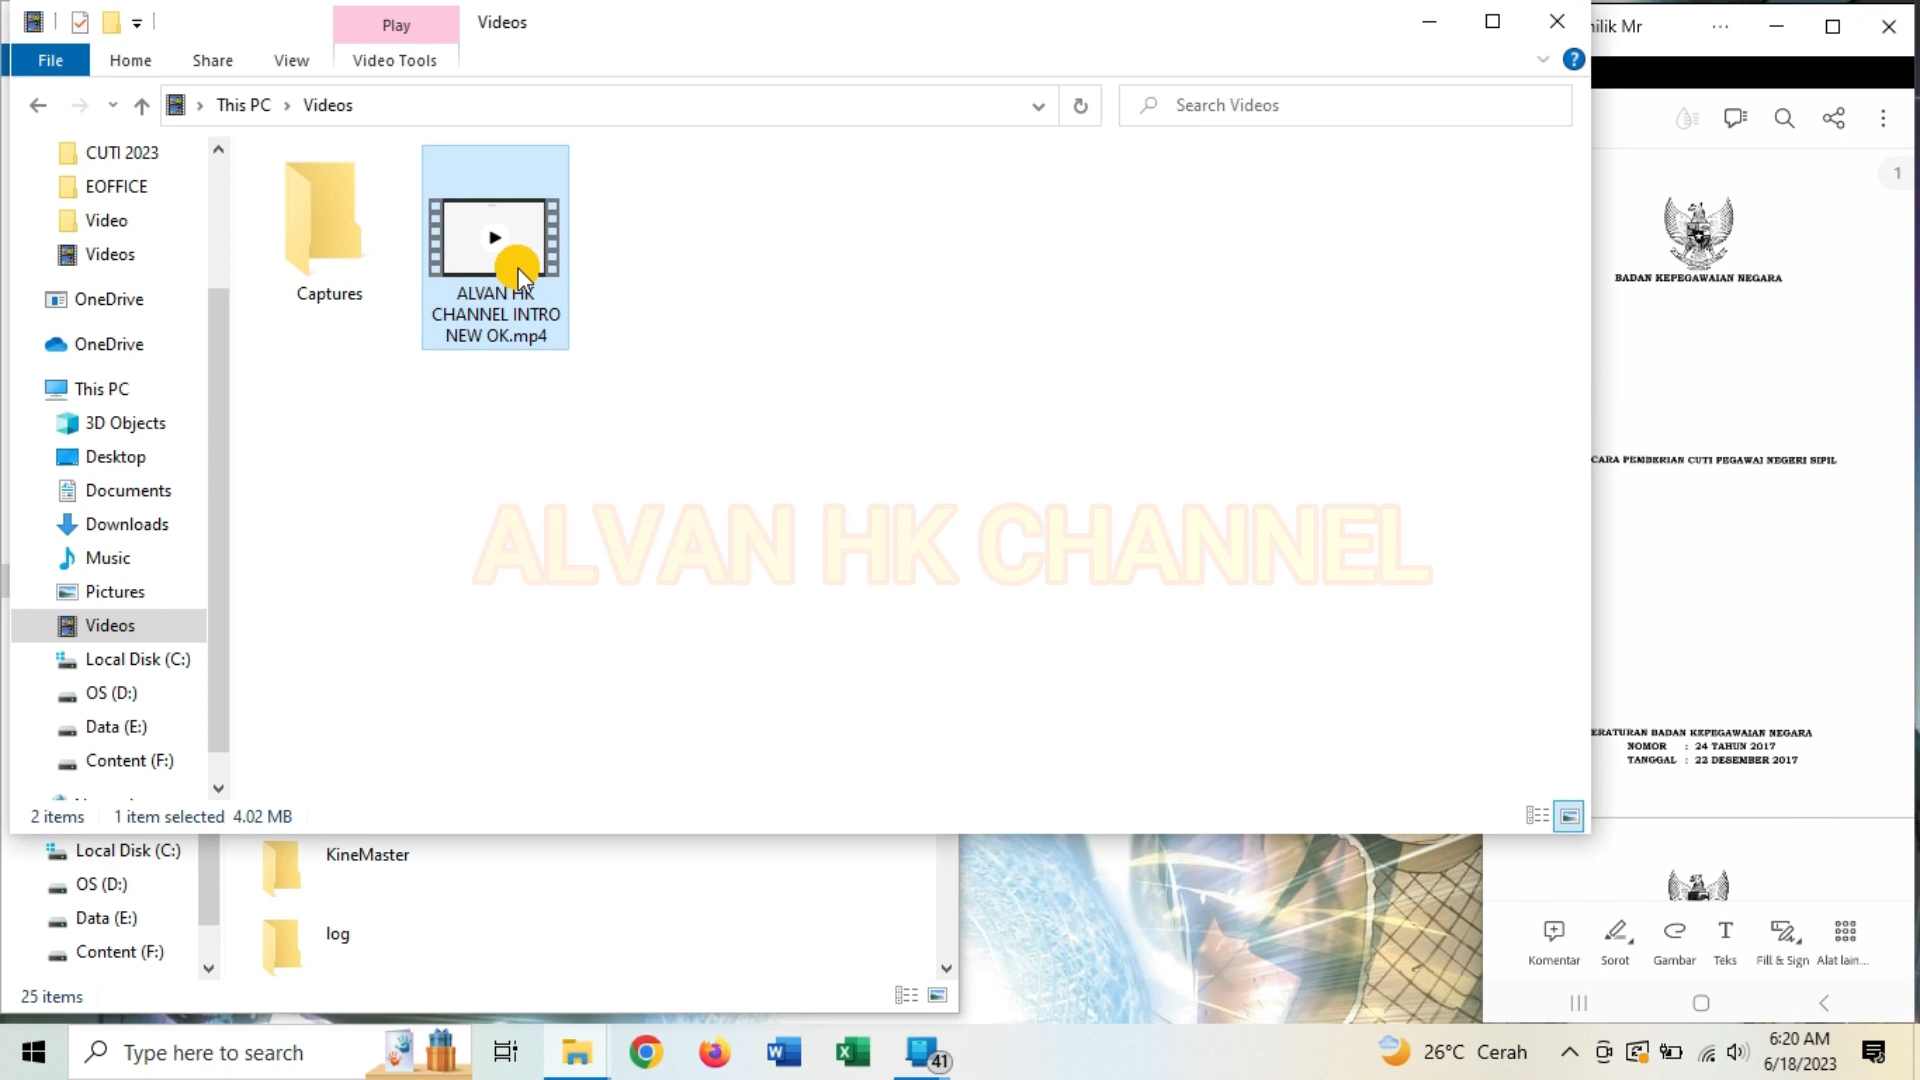 Play
Videos
ilik Mr
File
Home
Share
View
Video Tools
This PC
Videos
Search Videos
CUTI 2023
EOFFICE
Video
Videos
OneDrive
OneDrive
This PC
3D Objects
Desktop
Documents
Downloads
Music
Pictures
Videos
Local Disk (C:)
OS (D:)
Data (E:)
Content (F:)
Captures
ALVAN HK
CHANNEL INTRO
NEW OK.mp4
ALVAN HK CHANNEL
2 items
1 item selected 4.02 MB
1
BADAN KEPEGAWAIAN NEGARA
CARA PEMBERIAN CUTI PEGAWAI NEGERI SIPIL
ERATURAN BADAN KEPEGAWAIAN NEGARA
NOMOR : 24 TAHUN 2017
TANGGAL : 22 DESEMBER 2017
Local Disk (C:)
OS (D:)
Data (E:)
Content (F:)
KineMaster
log
25 items
Komentar
Sorot
Gambar
Teks
Fill & Sign
Alat lain...
Type here to search
41
26°C Cerah
6:20 AM
6/18/2023